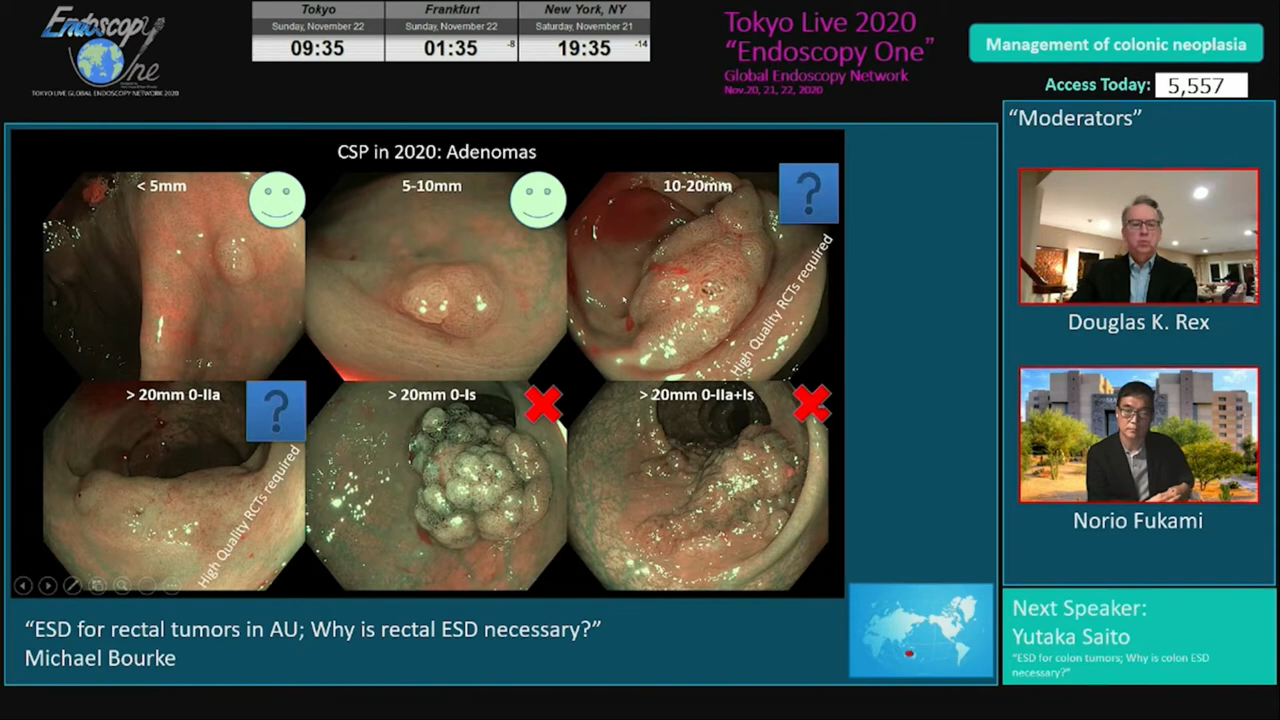 Endoscopy
One
TOKYO LIVE GLOBAL ENDOSCOPY NETWORK 2020
Tokyo
Sunday, November 22
09:35
Frankfurt
Sunday, November 22
01:35 -8
New York, NY
Saturday, November 21
19:35 -14
Tokyo Live 2020
“Endoscopy One”
Global Endoscopy Network
Nov.20, 21, 22, 2020
Management of colonic neoplasia
Access Today: 5,557
“Moderators”
CSP in 2020: Adenomas
< 5mm
5-10mm
10-20mm
?
High Quality RCTs required
> 20mm 0-IIa
?
High Quality RCTs required
> 20mm 0-Is
> 20mm 0-IIa+Is
Douglas K. Rex
Norio Fukami
“ESD for rectal tumors in AU; Why is rectal ESD necessary?”
Michael Bourke
Next Speaker:
Yutaka Saito
“ESD for colon tumors; Why is colon ESD
necessary?”